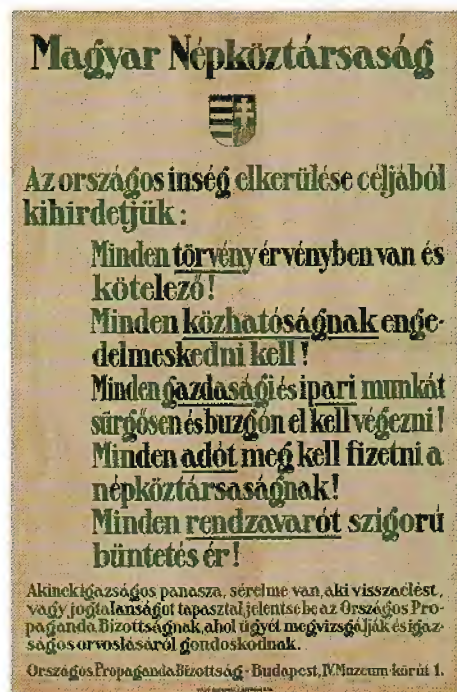 Magyar Népköztársaság
Az országos inség elkerülése céljából
kihirdetjük:
Minden törvény érvényben van és
kötelező!
Minden közhatóságnak enge-
delmeskedni kell!
Minden gazdasági és ipari munkát
sürgősen és buzgón el kell végezni!
Minden adót meg kell fizetni a
népköztársaságnak!
Minden rendzavarót szigorú
büntetés ér!
Akinek igazságos panasza, sérelme van, aki visszaélést,
vagy jogtalanságot tapasztal, jelentse be az Országos Pro-
paganda Bizottságnak, ahol ügyét megvizsgálják és igaz-
ságos orvoslásáról gondoskodnak.
Országos Propaganda Bizottság - Budapest, IV. Muzeum-körút 1.